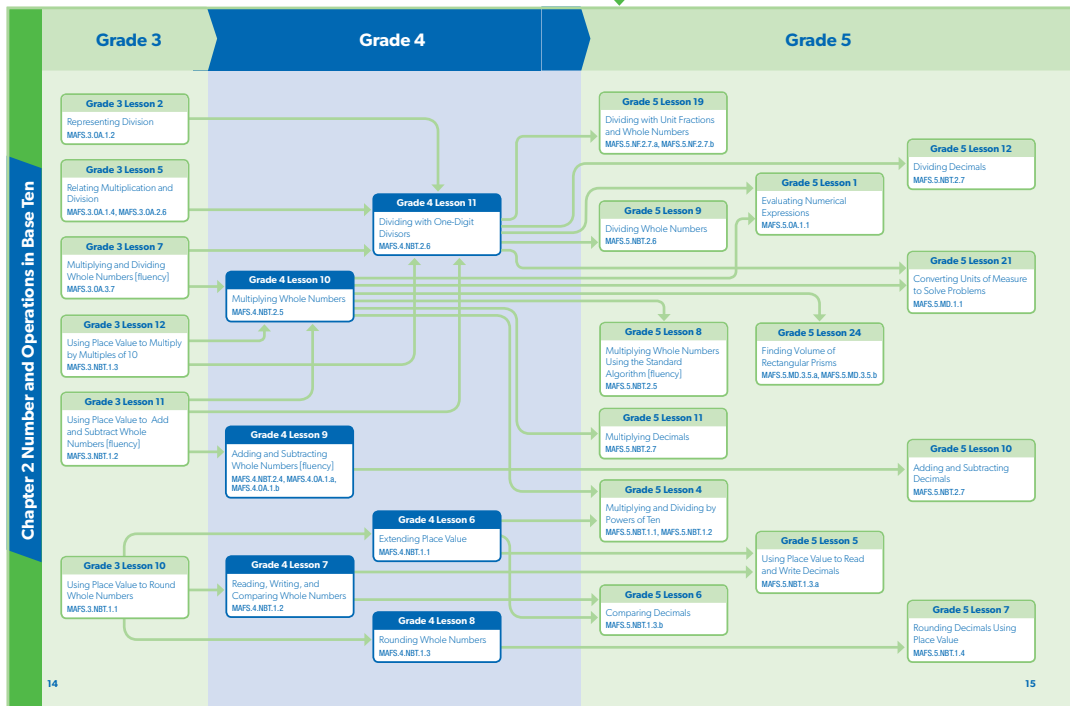 Chapter 2 Number and Operations in Base Ten
Grade 3
Grade 4
Grade 5
Grade 3 Lesson 2
Representing Division
MAFS.3.OA.1.2
Grade 3 Lesson 5
Relating Multiplication and
Division
MAFS.3.OA.1.4, MAFS.3.OA.2.6
Grade 3 Lesson 7
Multiplying and Dividing
Whole Numbers [fluency]
MAFS.3.OA.3.7
Grade 3 Lesson 12
Using Place Value to Multiply
by Multiples of 10
MAFS.3.NBT.1.3
Grade 3 Lesson 11
Using Place Value to Add
and Subtract Whole
Numbers [fluency]
MAFS.3.NBT.1.2
Grade 3 Lesson 10
Using Place Value to Round
Whole Numbers
MAFS.3.NBT.1.1
Grade 4 Lesson 11
Dividing with One-Digit
Divisors
MAFS.4.NBT.2.6
Grade 4 Lesson 10
Multiplying Whole Numbers
MAFS.4.NBT.2.5
Grade 4 Lesson 9
Adding and Subtracting
Whole Numbers [fluency]
MAFS.4.NBT.2.4, MAFS.4.OA.1.a,
MAFS.4.OA.1.b
Grade 4 Lesson 6
Extending Place Value
MAFS.4.NBT.1.1
Grade 4 Lesson 7
Reading, Writing, and
Comparing Whole Numbers
MAFS.4.NBT.1.2
Grade 4 Lesson 8
Rounding Whole Numbers
MAFS.4.NBT.1.3
Grade 5 Lesson 19
Dividing with Unit Fractions
and Whole Numbers
MAFS.5.NF.2.7.a, MAFS.5.NF.2.7.b
Grade 5 Lesson 12
Dividing Decimals
MAFS.5.NBT.2.7
Grade 5 Lesson 1
Evaluating Numerical
Expressions
MAFS.5.OA.1.1
Grade 5 Lesson 9
Dividing Whole Numbers
MAFS.5.NBT.2.6
Grade 5 Lesson 21
Converting Units of Measure
to Solve Problems
MAFS.5.MD.1.1
Grade 5 Lesson 8
Multiplying Whole Numbers
Using the Standard
Algorithm [fluency]
MAFS.5.NBT.2.5
Grade 5 Lesson 24
Finding Volume of
Rectangular Prisms
MAFS.5.MD.3.5.a, MAFS.5.MD.3.5.b
Grade 5 Lesson 11
Multiplying Decimals
MAFS.5.NBT.2.7
Grade 5 Lesson 10
Adding and Subtracting
Decimals
MAFS.5.NBT.2.7
Grade 5 Lesson 4
Multiplying and Dividing by
Powers of Ten
MAFS.5.NBT.1.1, MAFS.5.NBT.1.2
Grade 5 Lesson 5
Using Place Value to Read
and Write Decimals
MAFS.5.NBT.1.3.a
Grade 5 Lesson 6
Comparing Decimals
MAFS.5.NBT.1.3.b
Grade 5 Lesson 7
Rounding Decimals Using
Place Value
MAFS.5.NBT.1.4
14
15